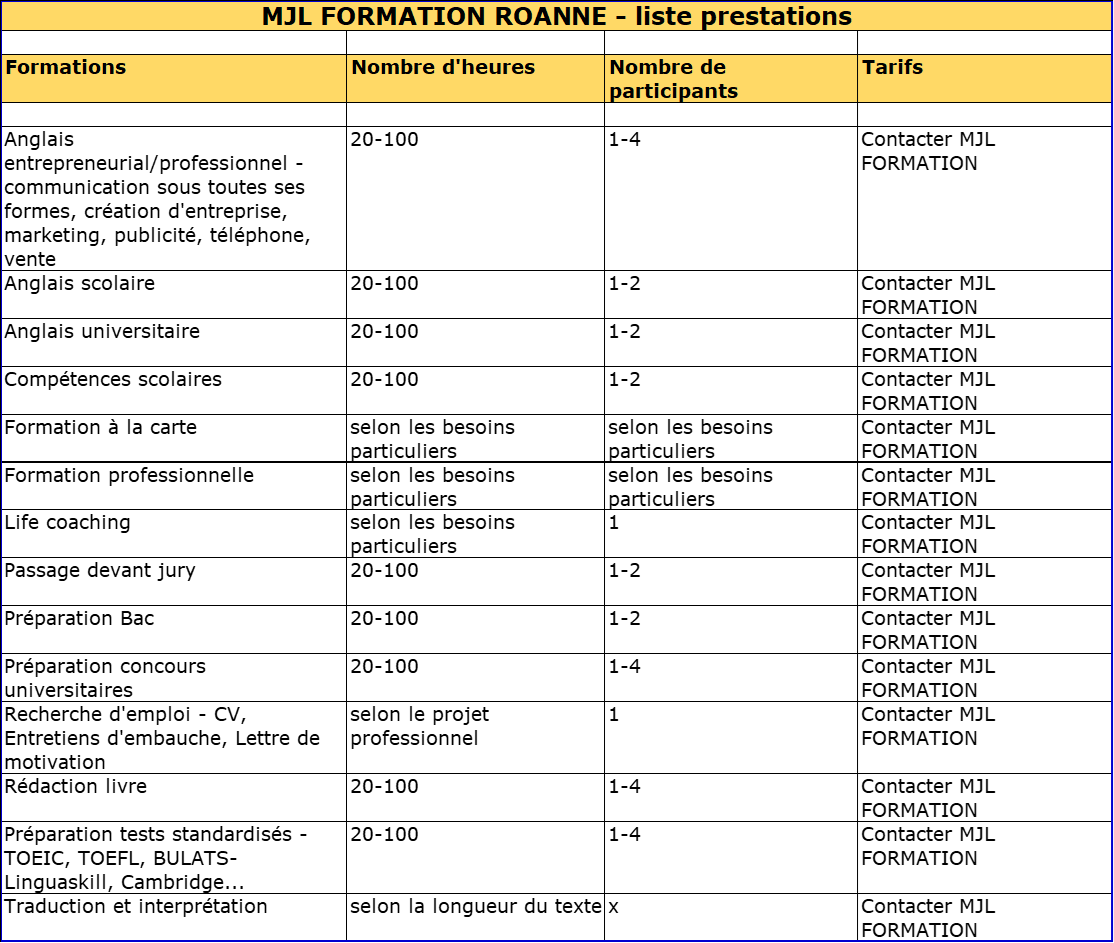 MJL FORMATION ROANNE - liste prestations
Formations Nombre d'heures Nombre de participants Tarifs
Anglais entrepreneurial/professionnel - communication sous toutes ses formes, création d'entreprise, marketing, publicité, téléphone, vente 20-100 1-4 Contacter MJL FORMATION
Anglais scolaire 20-100 1-2 Contacter MJL FORMATION
Anglais universitaire 20-100 1-2 Contacter MJL FORMATION
Compétences scolaires 20-100 1-2 Contacter MJL FORMATION
Formation à la carte selon les besoins particuliers selon les besoins particuliers Contacter MJL FORMATION
Formation professionnelle selon les besoins particuliers selon les besoins particuliers Contacter MJL FORMATION
Life coaching selon les besoins particuliers 1 Contacter MJL FORMATION
Passage devant jury 20-100 1-2 Contacter MJL FORMATION
Préparation Bac 20-100 1-2 Contacter MJL FORMATION
Préparation concours universitaires 20-100 1-4 Contacter MJL FORMATION
Recherche d'emploi - CV, Entretiens d'embauche, Lettre de motivation selon le projet professionnel 1 Contacter MJL FORMATION
Rédaction livre 20-100 1-4 Contacter MJL FORMATION
Préparation tests standardisés - TOEIC, TOEFL, BULATS-Linguaskill, Cambridge... 20-100 1-4 Contacter MJL FORMATION
Traduction et interprétation selon la longueur du texte x Contacter MJL FORMATION